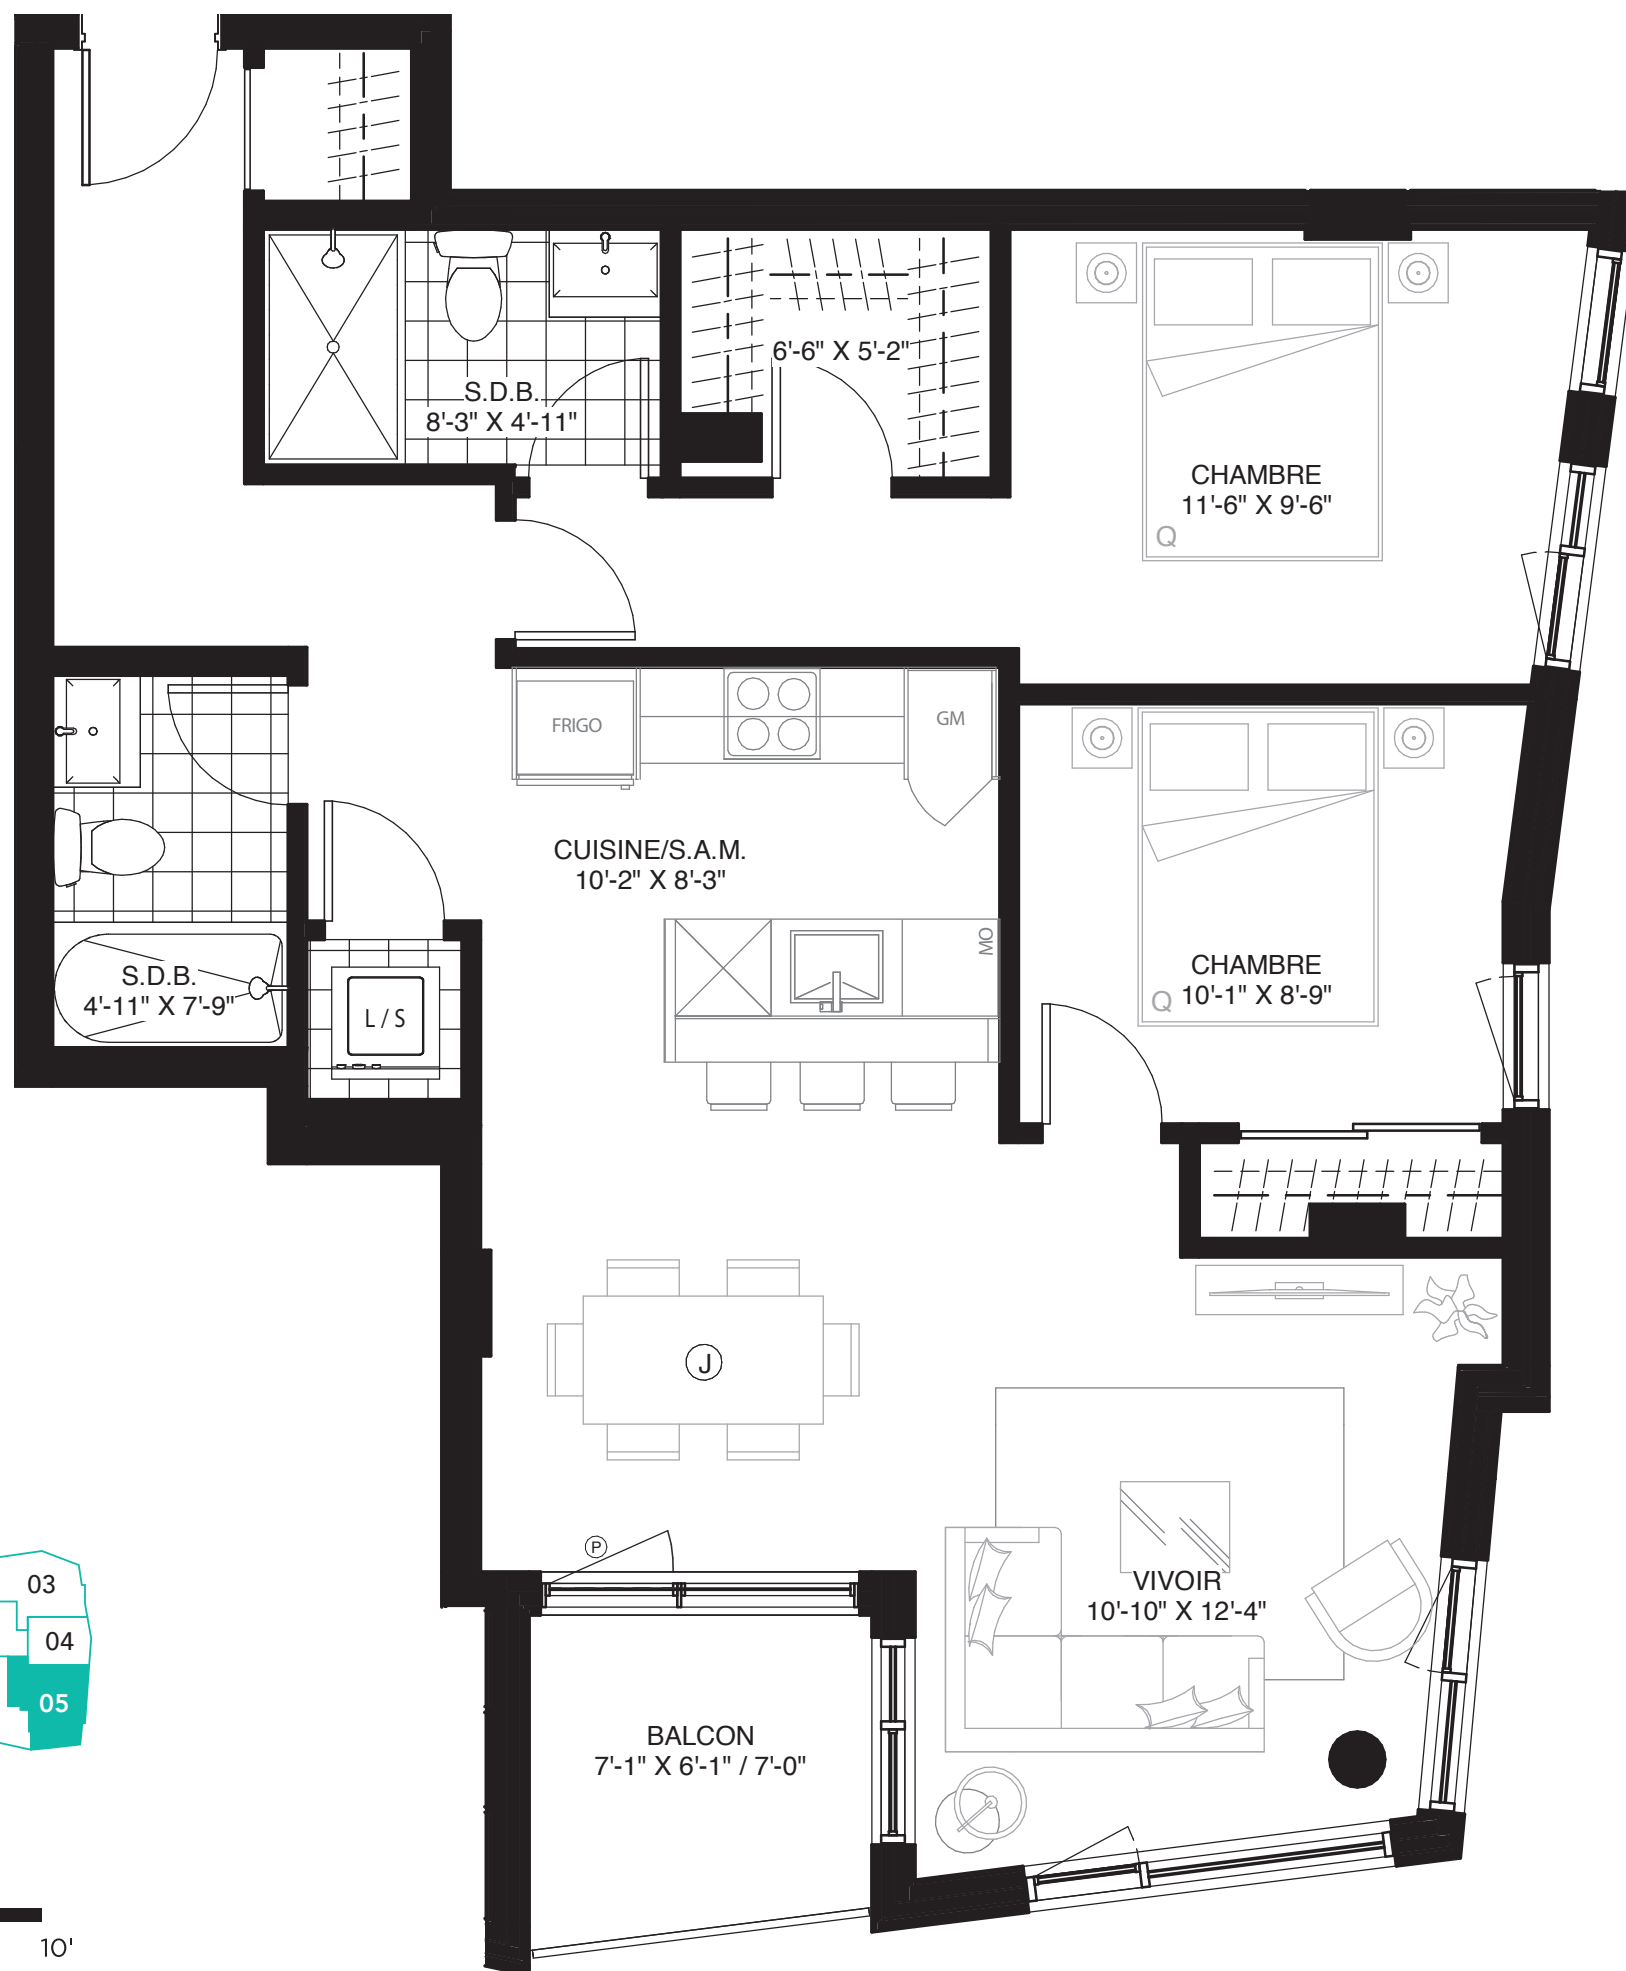 6'-6" X 5'-2"
S.D.B.
8'-3" X 4'-11"
CHAMBRE
11'-6" X 9'-6"
Q
FRIGO
GM
CUISINE/S.A.M.
10'-2" X 8'-3"
MO
S.D.B.
4'-11" X 7'-9"
L / S
CHAMBRE
10'-1" X 8'-9"
Q
J
P
VIVOIR
10'-10" X 12'-4"
BALCON
7'-1" X 6'-1" / 7'-0"
03
04
05
10'